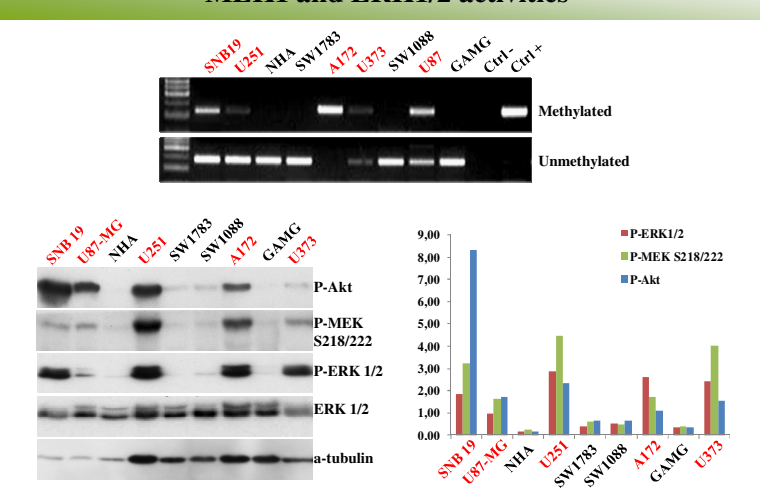 MEK1 and ERK1/2 activities
SNB19 U251 NHA SW1783 A172 U373 SW1088 U87 GAMG Ctrl - Ctrl +
Methylated
Unmethylated
SNB 19 U87-MG NHA U251 SW1783 SW1088 A172 GAMG U373
P-Akt
P-MEK
S218/222
P-ERK 1/2
ERK 1/2
a-tubulin
P-ERK1/2
P-MEK S218/222
P-Akt
9,00
8,00
7,00
6,00
5,00
4,00
3,00
2,00
1,00
0.00
SNB 19 U87-MG NHA U251 SW1783 SW1088 A172 GAMG U373